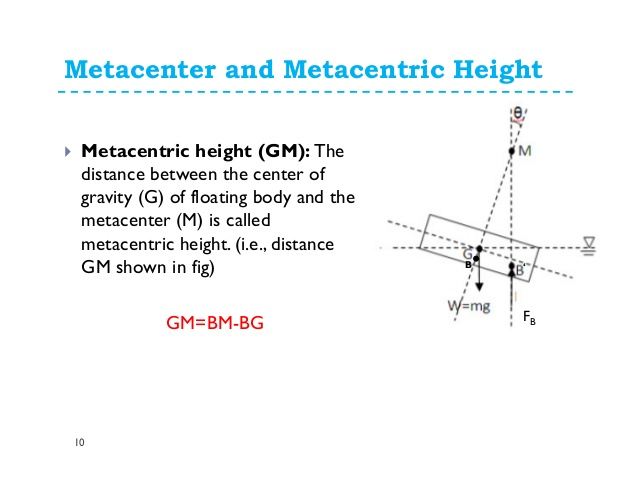 Metacenter and Metacentric Height
Metacentric height (GM): The
distance between the center of
gravity (G) of floating body and the
metacenter (M) is called
metacentric height. (i.e., distance
GM shown in fig)
GM=BM-BG
θ
M
G
B
B'
W=mg
FB
10